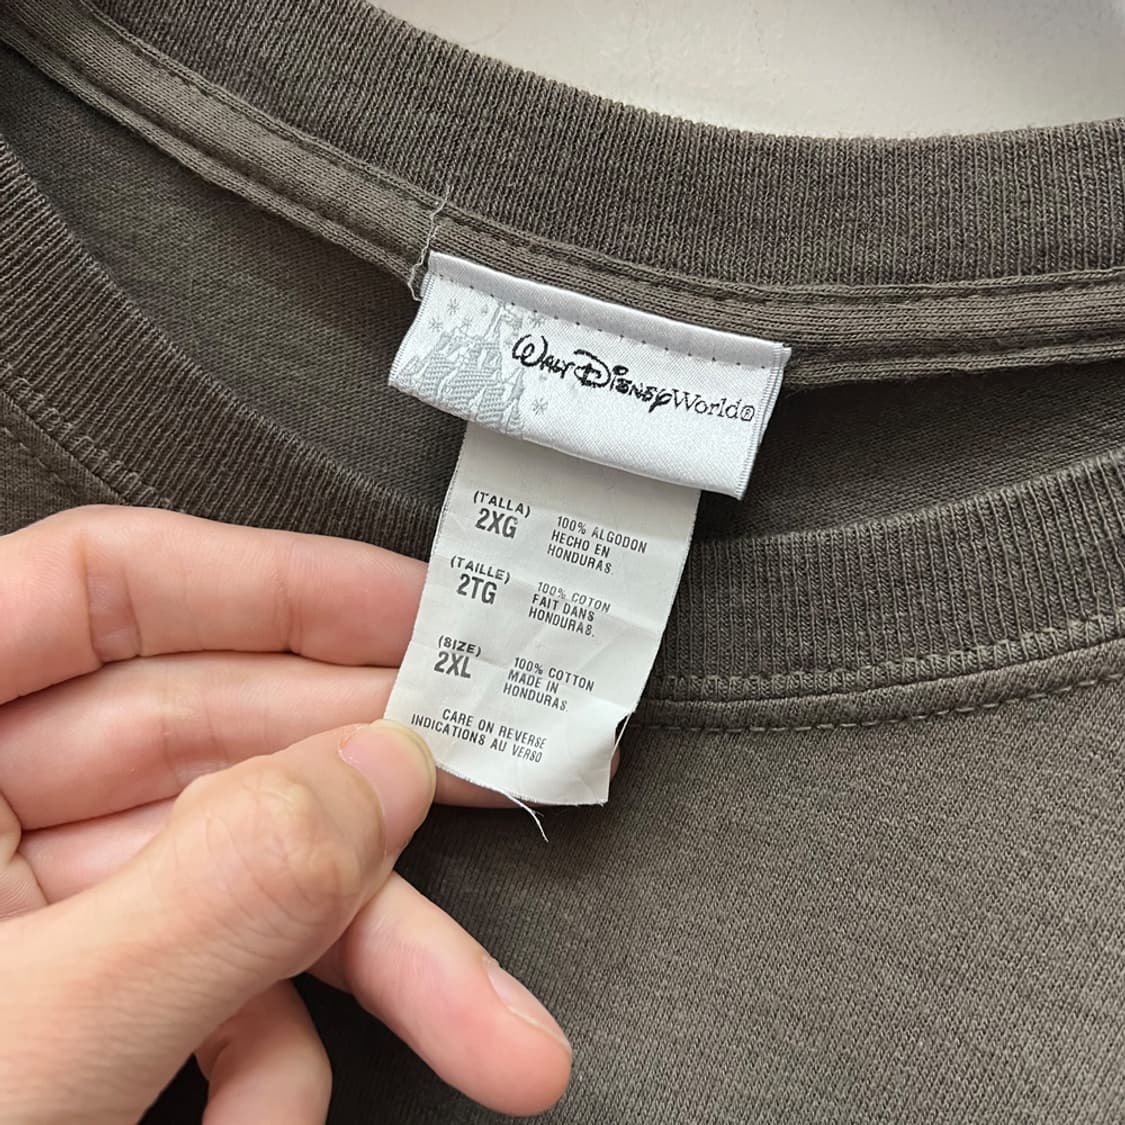 Walt Disney World®
(TALLA)
2XG
100% ALGODON
HECHO EN
HONDURAS.
(TAILLE)
2TG
100% COTON
FAIT DANS
HONDURAS.
(SIZE)
2XL
100% COTTON
MADE IN
HONDURAS.
CARE ON REVERSE
INDICATIONS AU VERSO